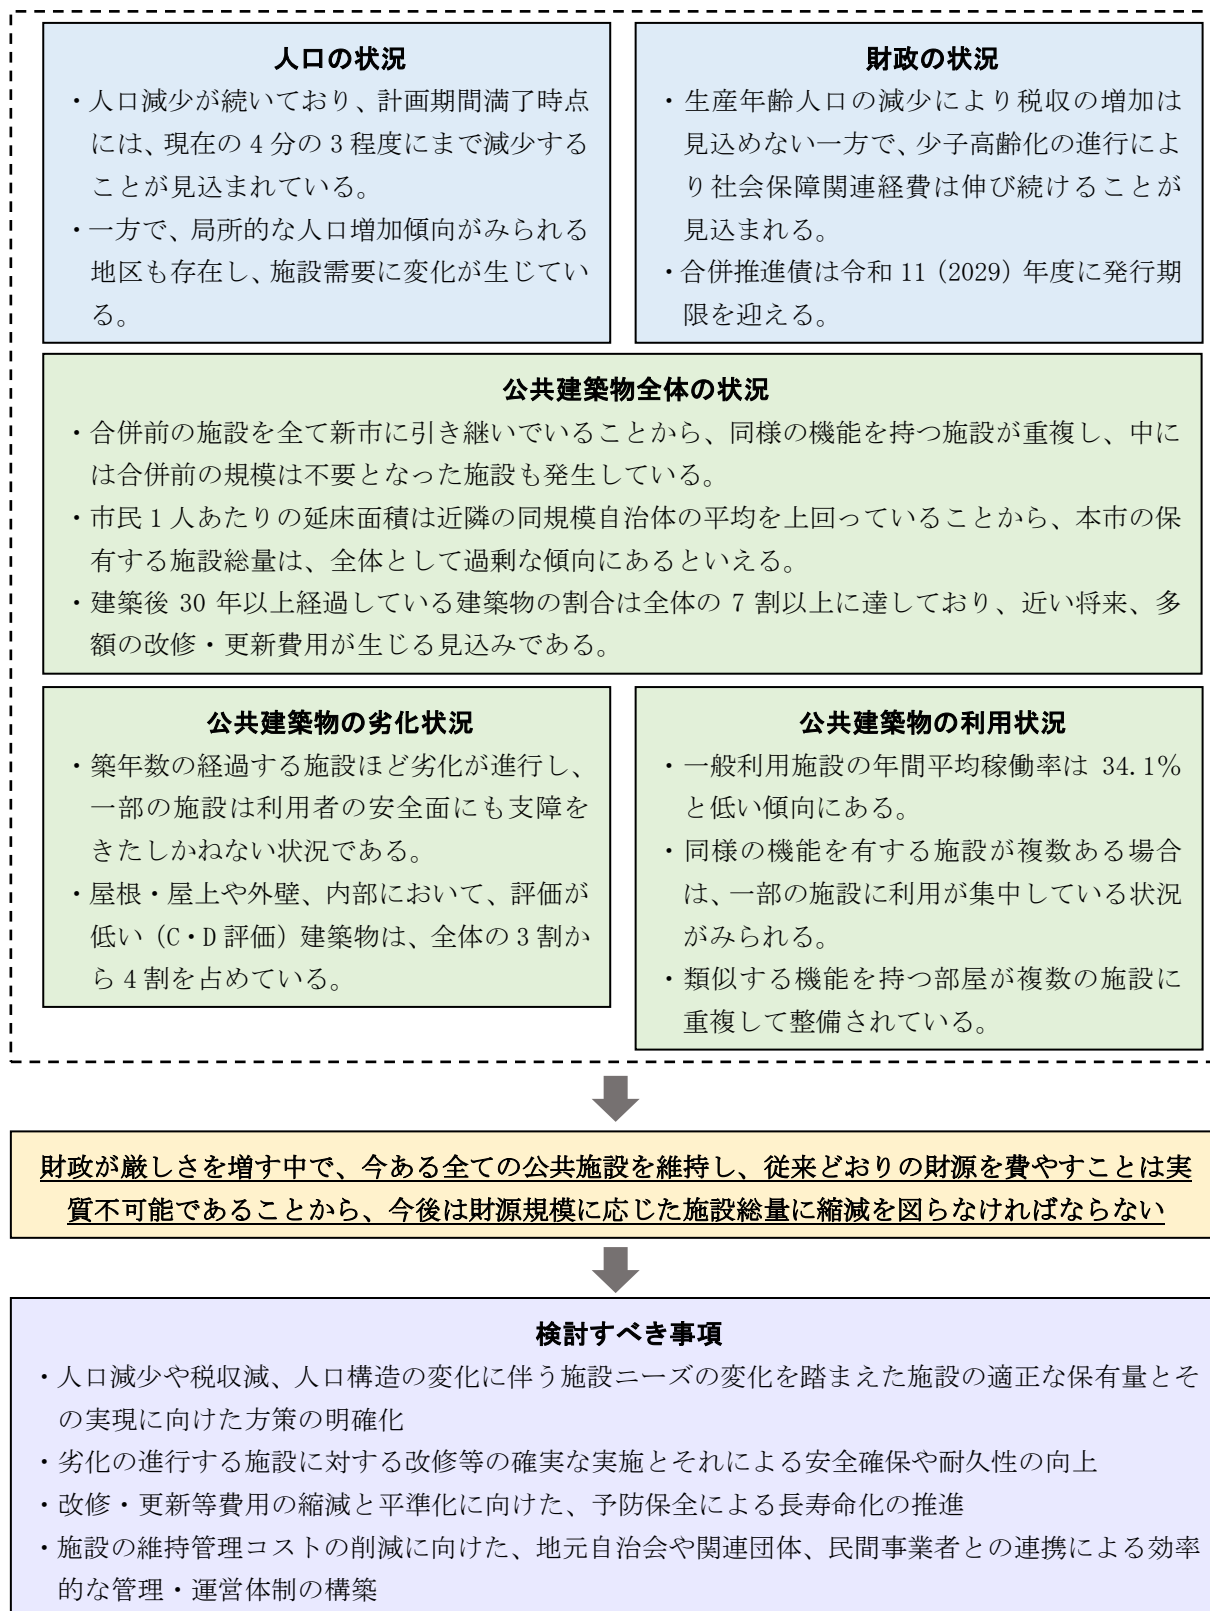 人口の状況
・人口減少が続いており、計画期間満了時点
には、現在の4分の3程度にまで減少する
ことが見込まれている。
・一方で、局所的な人口増加傾向がみられる
地区も存在し、施設需要に変化が生じてい
る。
財政の状況
・生産年齢人口の減少により税収の増加は
見込めない一方で、少子高齢化の進行によ
り社会保障関連経費は伸び続けることが
見込まれる。
・合併推進債は令和 11（2029）年度に発行期
限を迎える。
公共建築物全体の状況
・合併前の施設を全て新市に引き継いでいることから、同様の機能を持つ施設が重複し、中に
は合併前の規模は不要となった施設も発生している。
・市民1人あたりの延床面積は近隣の同規模自治体の平均を上回っていることから、本市の保
有する施設総量は、全体として過剰な傾向にあるといえる。
・建築後 30 年以上経過している建築物の割合は全体の 7 割以上に達しており、近い将来、多
額の改修・更新費用が生じる見込みである。
公共建築物の劣化状況
・築年数の経過する施設ほど劣化が進行し、
一部の施設は利用者の安全面にも支障を
きたしかねない状況である。
・屋根・屋上や外壁、内部において、評価が
低い（C・D評価）建築物は、全体の3割か
ら4割を占めている。
公共建築物の利用状況
・一般利用施設の年間平均稼働率は 34.1％
と低い傾向にある。
・同様の機能を有する施設が複数ある場合
は、一部の施設に利用が集中している状況
がみられる。
・類似する機能を持つ部屋が複数の施設に
重複して整備されている。
財政が厳しさを増す中で、今ある全ての公共施設を維持し、従来どおりの財源を費やすことは実
質不可能であることから、今後は財源規模に応じた施設総量に縮減を図らなければならない
検討すべき事項
・人口減少や税収減、人口構造の変化に伴う施設ニーズの変化を踏まえた施設の適正な保有量とそ
の実現に向けた方策の明確化
・劣化の進行する施設に対する改修等の確実な実施とそれによる安全確保や耐久性の向上
・改修・更新等費用の縮減と平準化に向けた、予防保全による長寿命化の推進
・施設の維持管理コストの削減に向けた、地元自治会や関連団体、民間事業者との連携による効率
的な管理・運営体制の構築